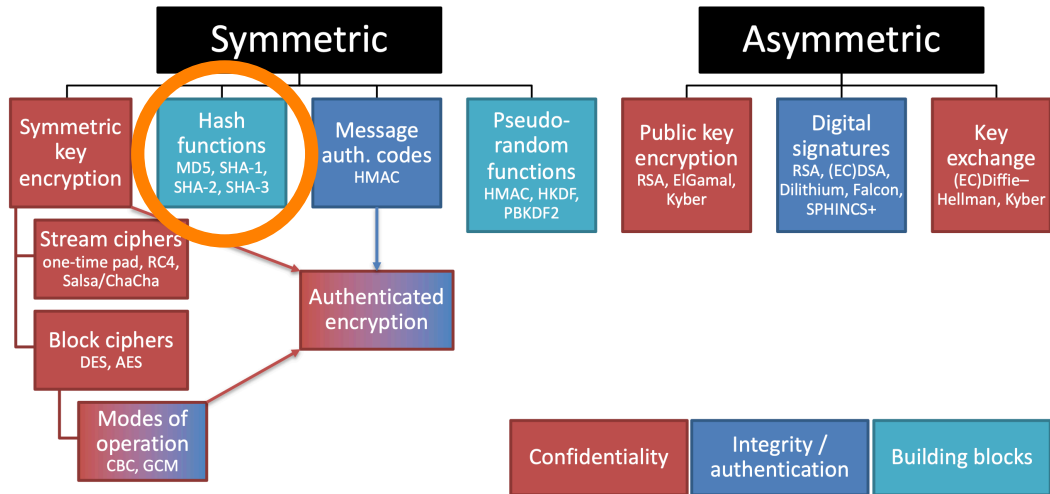 Symmetric
Asymmetric
Symmetric
key
encryption
Hash
functions
MD5, SHA-1,
SHA-2, SHA-3
Message
auth. codes
HMAC
Pseudo-
random
functions
HMAC, HKDF,
PBKDF2
Public key
encryption
RSA, ElGamal,
Kyber
Digital
signatures
RSA, (EC)DSA,
Dilithium, Falcon,
SPHINCS+
Key
exchange
(EC)Diffie–
Hellman, Kyber
Stream ciphers
one-time pad, RC4,
Salsa/ChaCha
Authenticated
encryption
Block ciphers
DES, AES
Modes of
operation
CBC, GCM
Confidentiality
Integrity /
authentication
Building blocks